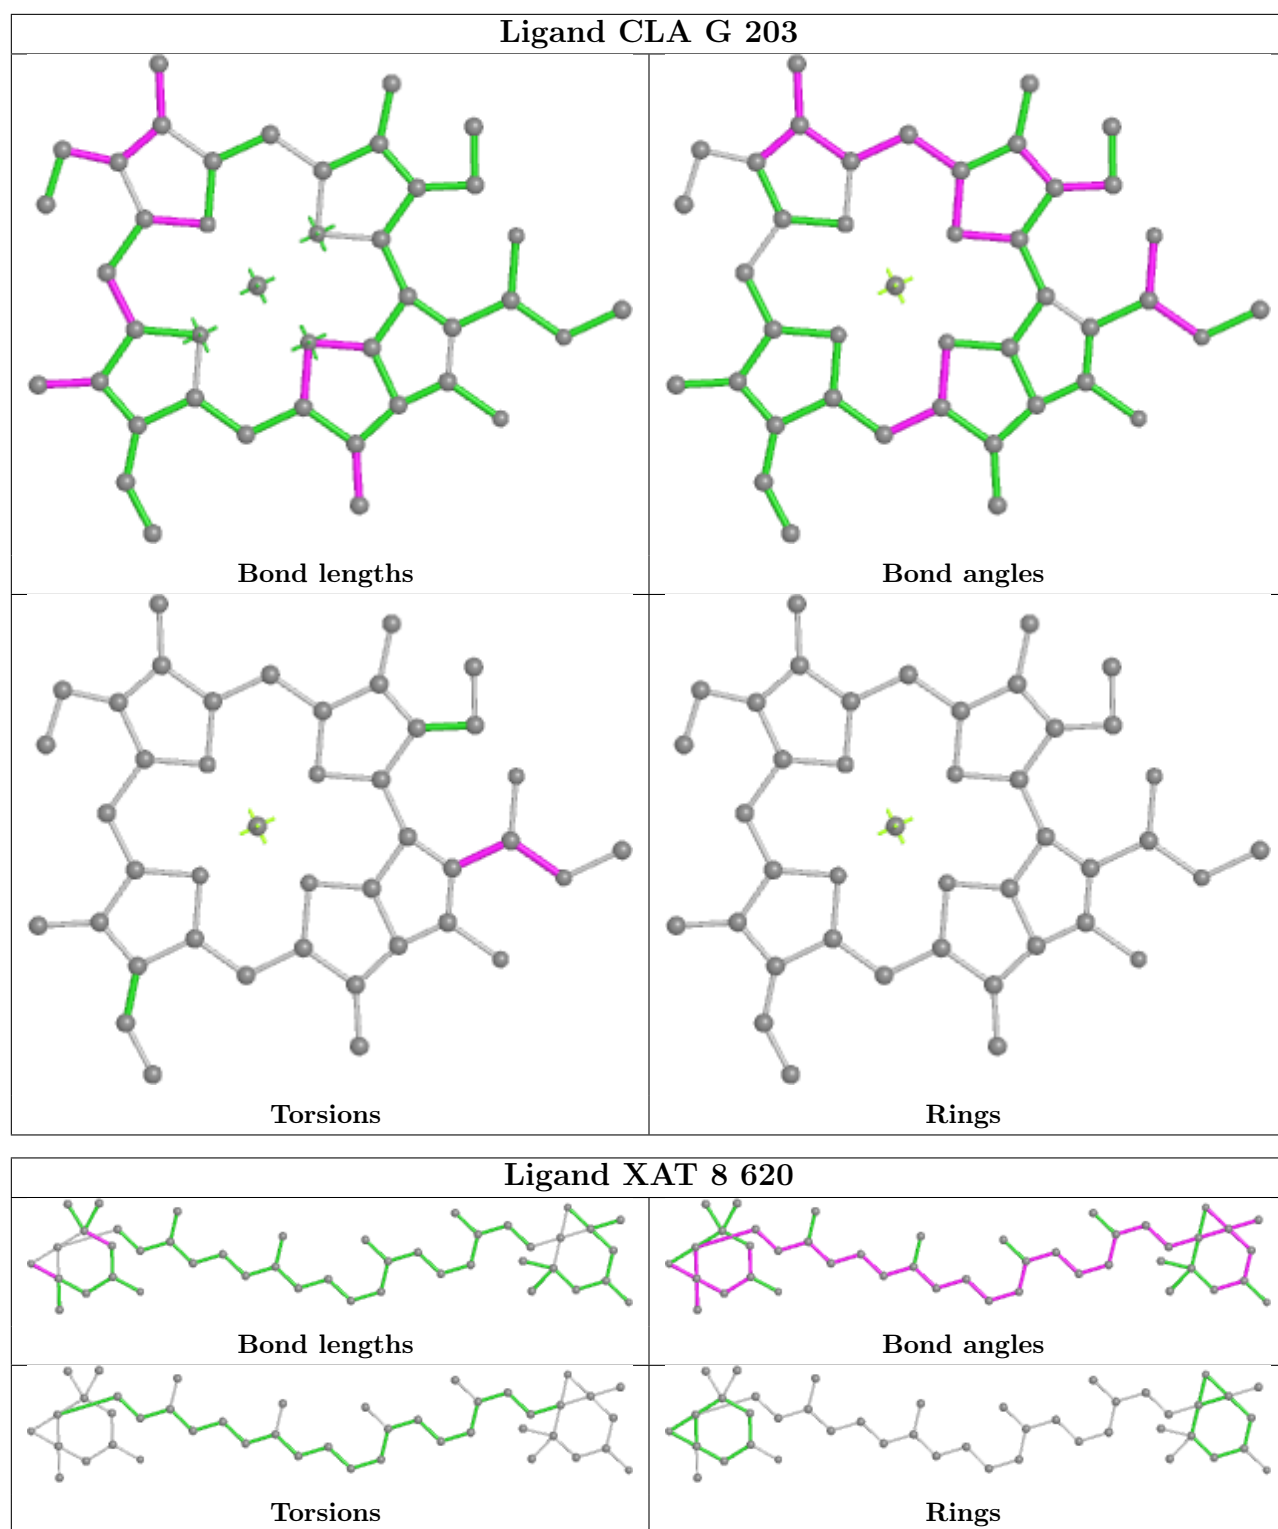 Ligand CLA G 203
Bond lengths
Bond angles
Torsions
Rings
Ligand XAT 8 620
Bond lengths
Bond angles
Torsions
Rings